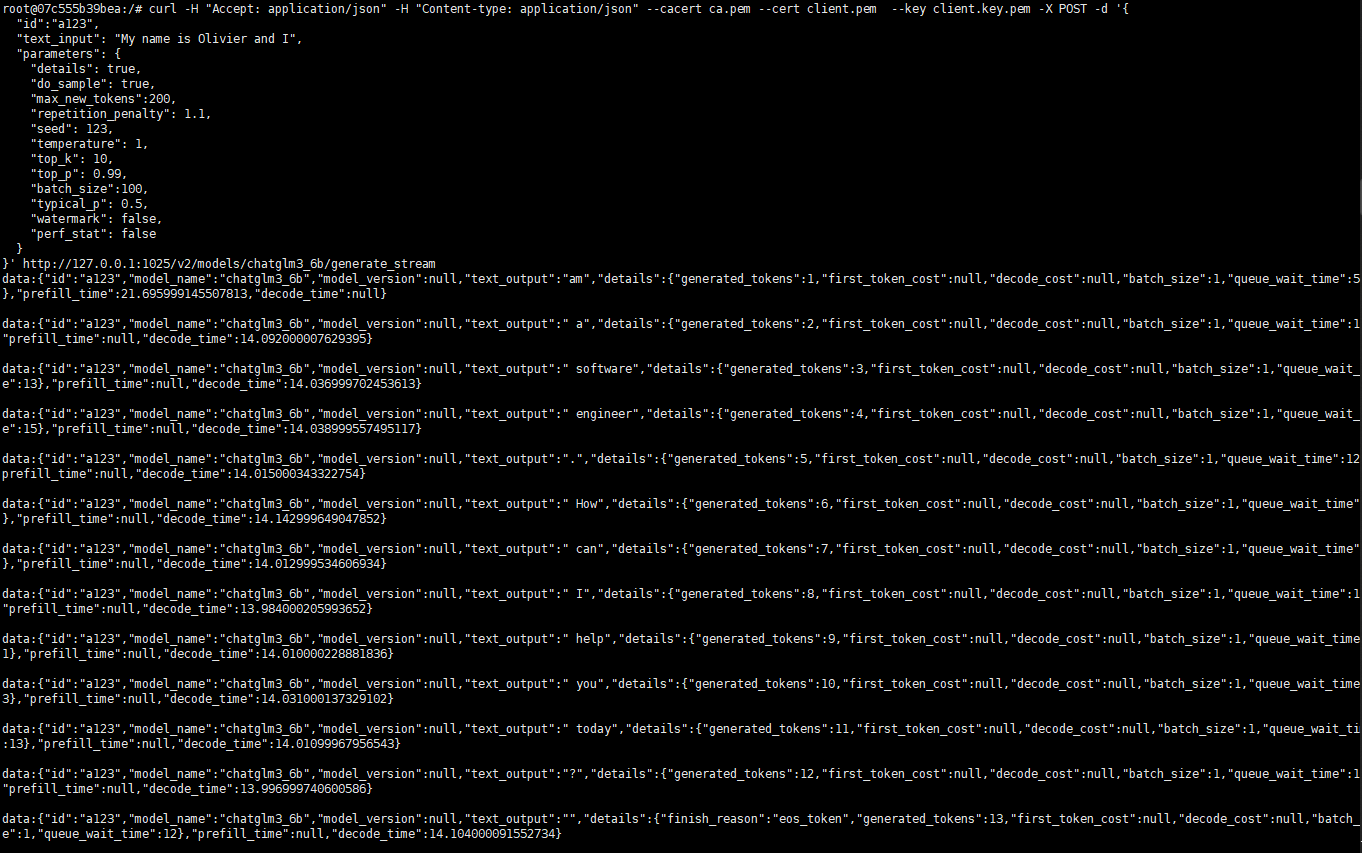 root@07c555b39bea:/# curl -H "Accept: application/json" -H "Content-type: application/json" --cacert ca.pem --cert client.pem  --key client.key.pem -X POST -d '{
  "id":"a123",
  "text_input": "My name is Olivier and I",
  "parameters": {
    "details": true,
    "do_sample": true,
    "max_new_tokens":200,
    "repetition_penalty": 1.1,
    "seed": 123,
    "temperature": 1,
    "top_k": 10,
    "top_p": 0.99,
    "batch_size":100,
    "typical_p": 0.5,
    "watermark": false,
    "perf_stat": false
  }
}' http://127.0.0.1:1025/v2/models/chatglm3_6b/generate_stream
data:{"id":"a123","model_name":"chatglm3_6b","model_version":null,"text_output":"am","details":{"generated_tokens":1,"first_token_cost":null,"decode_cost":null,"batch_size":1,"queue_wait_time":5
},"prefill_time":21.695999145507813,"decode_time":null}
data:{"id":"a123","model_name":"chatglm3_6b","model_version":null,"text_output":" a","details":{"generated_tokens":2,"first_token_cost":null,"decode_cost":null,"batch_size":1,"queue_wait_time":1
"prefill_time":null,"decode_time":14.092000007629395}
data:{"id":"a123","model_name":"chatglm3_6b","model_version":null,"text_output":" software","details":{"generated_tokens":3,"first_token_cost":null,"decode_cost":null,"batch_size":1,"queue_wait_
e":13},"prefill_time":null,"decode_time":14.036999702453613}
data:{"id":"a123","model_name":"chatglm3_6b","model_version":null,"text_output":" engineer","details":{"generated_tokens":4,"first_token_cost":null,"decode_cost":null,"batch_size":1,"queue_wait_
e":15},"prefill_time":null,"decode_time":14.038999557495117}
data:{"id":"a123","model_name":"chatglm3_6b","model_version":null,"text_output":".","details":{"generated_tokens":5,"first_token_cost":null,"decode_cost":null,"batch_size":1,"queue_wait_time":12
prefill_time":null,"decode_time":14.015000343322754}
data:{"id":"a123","model_name":"chatglm3_6b","model_version":null,"text_output":" How","details":{"generated_tokens":6,"first_token_cost":null,"decode_cost":null,"batch_size":1,"queue_wait_time"
},"prefill_time":null,"decode_time":14.142999649047852}
data:{"id":"a123","model_name":"chatglm3_6b","model_version":null,"text_output":" can","details":{"generated_tokens":7,"first_token_cost":null,"decode_cost":null,"batch_size":1,"queue_wait_time"
},"prefill_time":null,"decode_time":14.012999534606934}
data:{"id":"a123","model_name":"chatglm3_6b","model_version":null,"text_output":" I","details":{"generated_tokens":8,"first_token_cost":null,"decode_cost":null,"batch_size":1,"queue_wait_time":1
"prefill_time":null,"decode_time":13.984000205993652}
data:{"id":"a123","model_name":"chatglm3_6b","model_version":null,"text_output":" help","details":{"generated_tokens":9,"first_token_cost":null,"decode_cost":null,"batch_size":1,"queue_wait_time
1},"prefill_time":null,"decode_time":14.010000228881836}
data:{"id":"a123","model_name":"chatglm3_6b","model_version":null,"text_output":" you","details":{"generated_tokens":10,"first_token_cost":null,"decode_cost":null,"batch_size":1,"queue_wait_time
3},"prefill_time":null,"decode_time":14.031000137329102}
data:{"id":"a123","model_name":"chatglm3_6b","model_version":null,"text_output":" today","details":{"generated_tokens":11,"first_token_cost":null,"decode_cost":null,"batch_size":1,"queue_wait_ti
:13},"prefill_time":null,"decode_time":14.01099967956543}
data:{"id":"a123","model_name":"chatglm3_6b","model_version":null,"text_output":"?","details":{"generated_tokens":12,"first_token_cost":null,"decode_cost":null,"batch_size":1,"queue_wait_time":1
"prefill_time":null,"decode_time":13.996999740600586}
data:{"id":"a123","model_name":"chatglm3_6b","model_version":null,"text_output":"","details":{"finish_reason":"eos_token","generated_tokens":13,"first_token_cost":null,"decode_cost":null,"batch_
e":1,"queue_wait_time":12},"prefill_time":null,"decode_time":14.104000091552734}